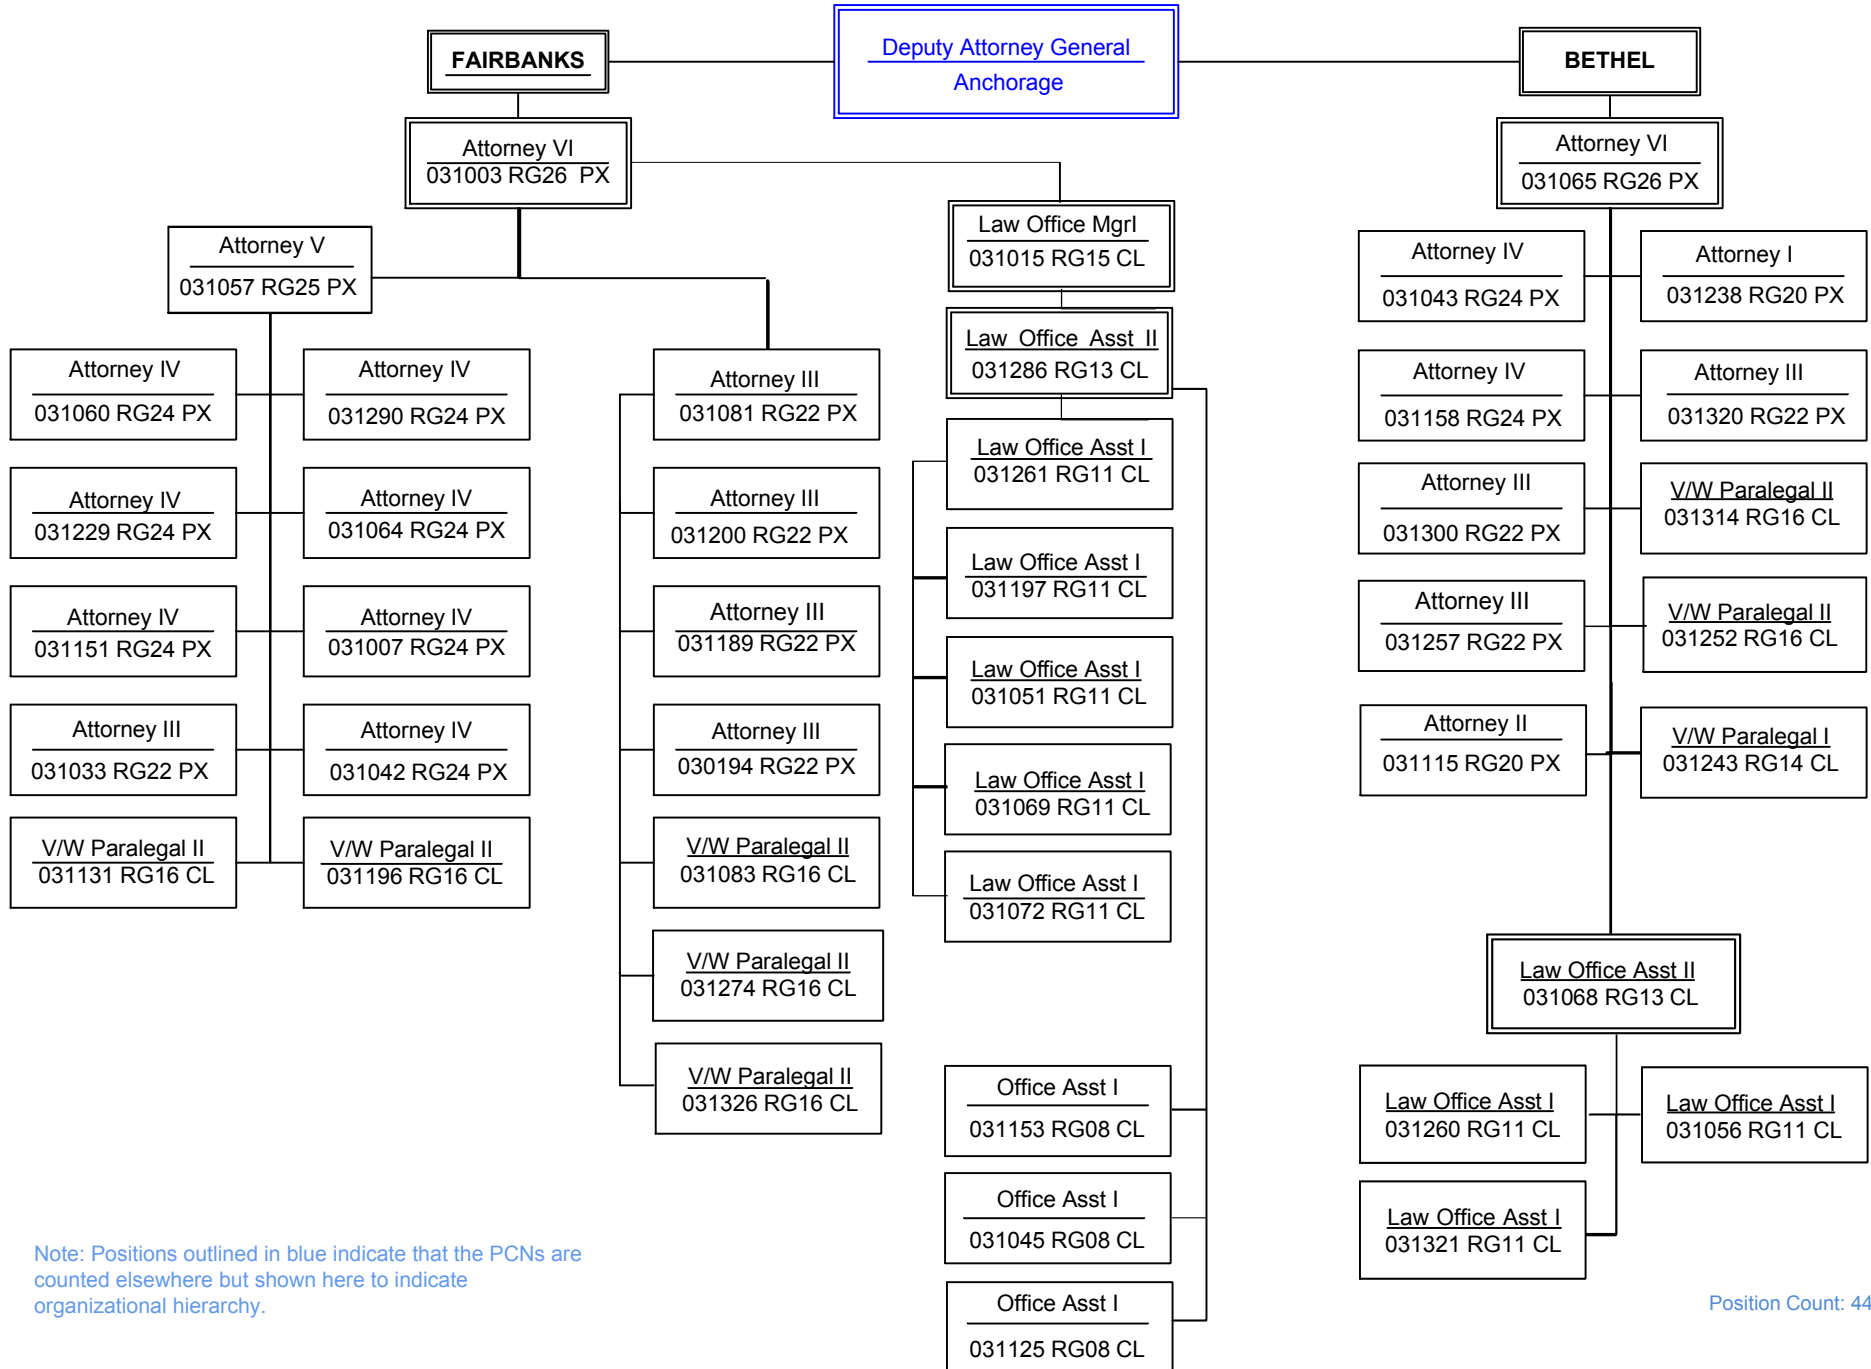 FAIRBANKS
Deputy Attorney General
Anchorage
BETHEL
Attorney VI
031003 RG26 PX
Attorney V
031057 RG25 PX
Attorney IV
031060 RG24 PX
Attorney IV
031290 RG24 PX
Attorney IV
031229 RG24 PX
Attorney IV
031064 RG24 PX
Attorney IV
031151 RG24 PX
Attorney IV
031007 RG24 PX
Attorney III
031033 RG22 PX
Attorney IV
031042 RG24 PX
V/W Paralegal II
031131 RG16 CL
V/W Paralegal II
031196 RG16 CL
Attorney III
031081 RG22 PX
Attorney III
031200 RG22 PX
Attorney III
031189 RG22 PX
Attorney III
030194 RG22 PX
V/W Paralegal II
031083 RG16 CL
V/W Paralegal II
031274 RG16 CL
V/W Paralegal II
031326 RG16 CL
Law Office MgrI
031015 RG15 CL
Law Office Asst II
031286 RG13 CL
Law Office Asst I
031261 RG11 CL
Law Office Asst I
031197 RG11 CL
Law Office Asst I
031051 RG11 CL
Law Office Asst I
031069 RG11 CL
Law Office Asst I
031072 RG11 CL
Office Asst I
031153 RG08 CL
Office Asst I
031045 RG08 CL
Office Asst I
031125 RG08 CL
Attorney VI
031065 RG26 PX
Attorney IV
031043 RG24 PX
Attorney I
031238 RG20 PX
Attorney IV
031158 RG24 PX
Attorney III
031320 RG22 PX
Attorney III
031300 RG22 PX
V/W Paralegal II
031314 RG16 CL
Attorney III
031257 RG22 PX
V/W Paralegal II
031252 RG16 CL
Attorney II
031115 RG20 PX
V/W Paralegal I
031243 RG14 CL
Law Office Asst II
031068 RG13 CL
Law Office Asst I
031260 RG11 CL
Law Office Asst I
031056 RG11 CL
Law Office Asst I
031321 RG11 CL
Note: Positions outlined in blue indicate that the PCNs are
counted elsewhere but shown here to indicate
organizational hierarchy.
Position Count: 44